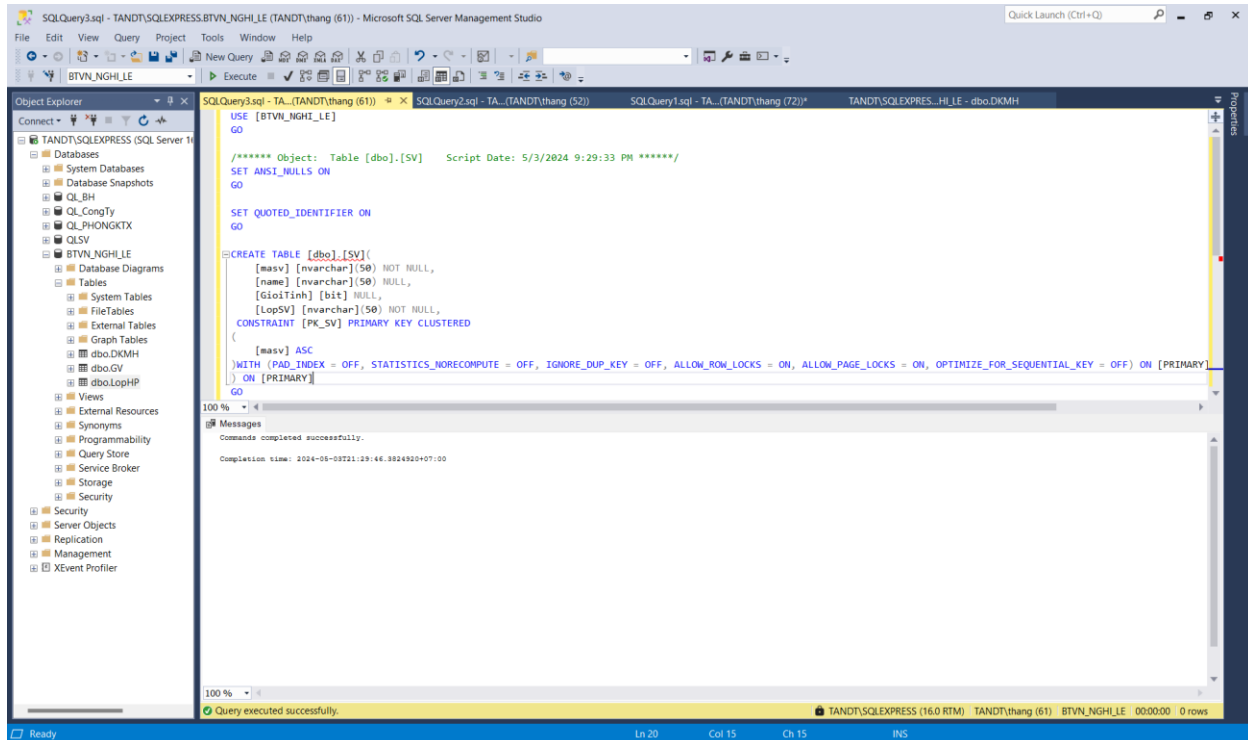 SQLQuery3.sql - TANDT\SQLEXPRESS.BTVN_NGHI_LE (TANDT\thang (61)) - Microsoft SQL Server Management Studio
Quick Launch (Ctrl+Q)
File Edit View Query Project Tools Window Help
New Query
BTVN_NGHI_LE
Execute
Object Explorer
SQLQuery3.sql - TA...(TANDT\thang (61))
SQLQuery2.sql - TA...(TANDT\thang (52))
SQLQuery1.sql - TA...(TANDT\thang (72))*
TANDT\SQLEXPRES...HI_LE - dbo.DKMH
Properties
Connect
TANDT\SQLEXPRESS (SQL Server 16
Databases
System Databases
Database Snapshots
QL_BH
QL_CongTy
QL_PHONGKTX
QLSV
BTVN_NGHI_LE
Database Diagrams
Tables
System Tables
FileTables
External Tables
Graph Tables
dbo.DKMH
dbo.GV
dbo.LopHP
Views
External Resources
Synonyms
Programmability
Query Store
Service Broker
Storage
Security
Security
Server Objects
Replication
Management
XEvent Profiler
USE [BTVN_NGHI_LE]
GO
/****** Object: Table [dbo].[SV] Script Date: 5/3/2024 9:29:33 PM ******/
SET ANSI_NULLS ON
GO
SET QUOTED_IDENTIFIER ON
GO
CREATE TABLE [dbo].[SV](
[masv] [nvarchar](50) NOT NULL,
[name] [nvarchar](50) NULL,
[GioiTinh] [bit] NULL,
[LopSV] [nvarchar](50) NOT NULL,
CONSTRAINT [PK_SV] PRIMARY KEY CLUSTERED
(
[masv] ASC
)WITH (PAD_INDEX = OFF, STATISTICS_NORECOMPUTE = OFF, IGNORE_DUP_KEY = OFF, ALLOW_ROW_LOCKS = ON, ALLOW_PAGE_LOCKS = ON, OPTIMIZE_FOR_SEQUENTIAL_KEY = OFF) ON [PRIMARY]
) ON [PRIMARY]
GO
100 %
Messages
Commands completed successfully.
Completion time: 2024-05-03T21:29:46.3824920+07:00
100 %
Query executed successfully.
TANDT\SQLEXPRESS (16.0 RTM) TANDT\thang (61) BTVN_NGHI_LE 00:00:00 0 rows
Ready
Ln 20 Col 15 Ch 15 INS